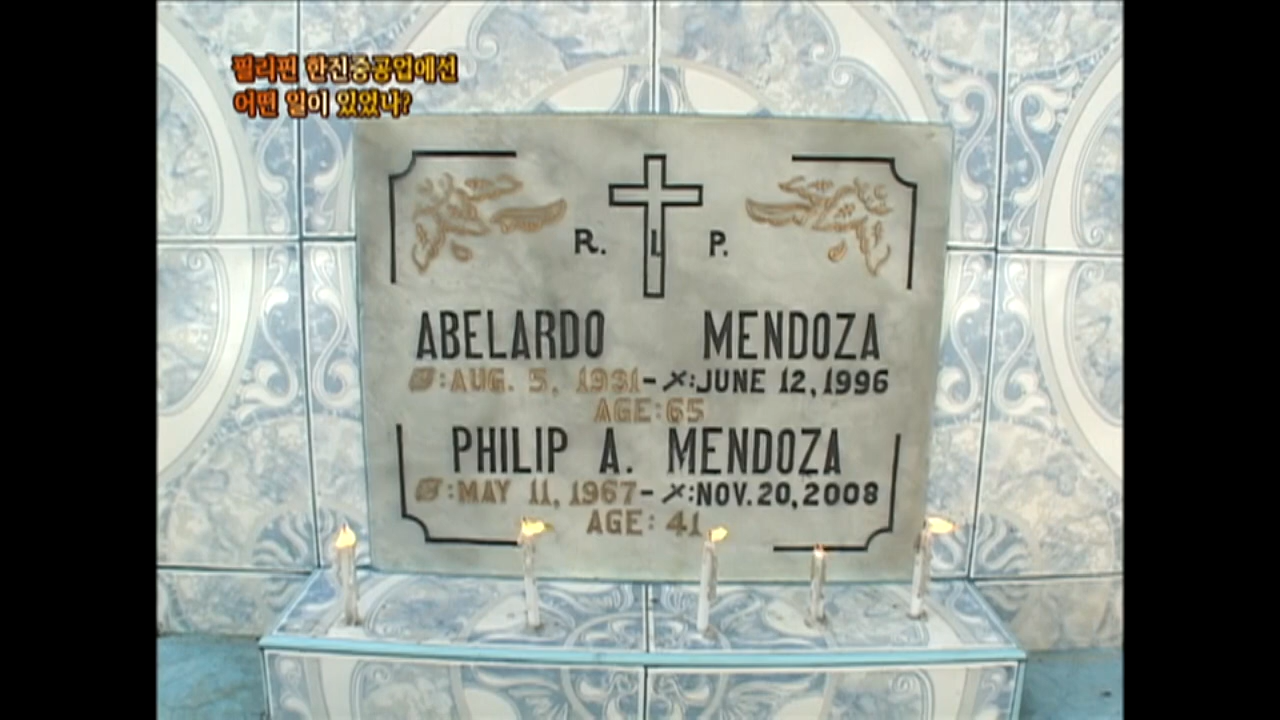 필리핀 한진중공업에선
어떤 일이 있었나?
R. I. P.
ABELARDO MENDOZA
:AUG. 5, 1931- :JUNE 12, 1996
AGE: 65
PHILIP A. MENDOZA
:MAY 11, 1967- :NOV. 20, 2008
AGE: 41